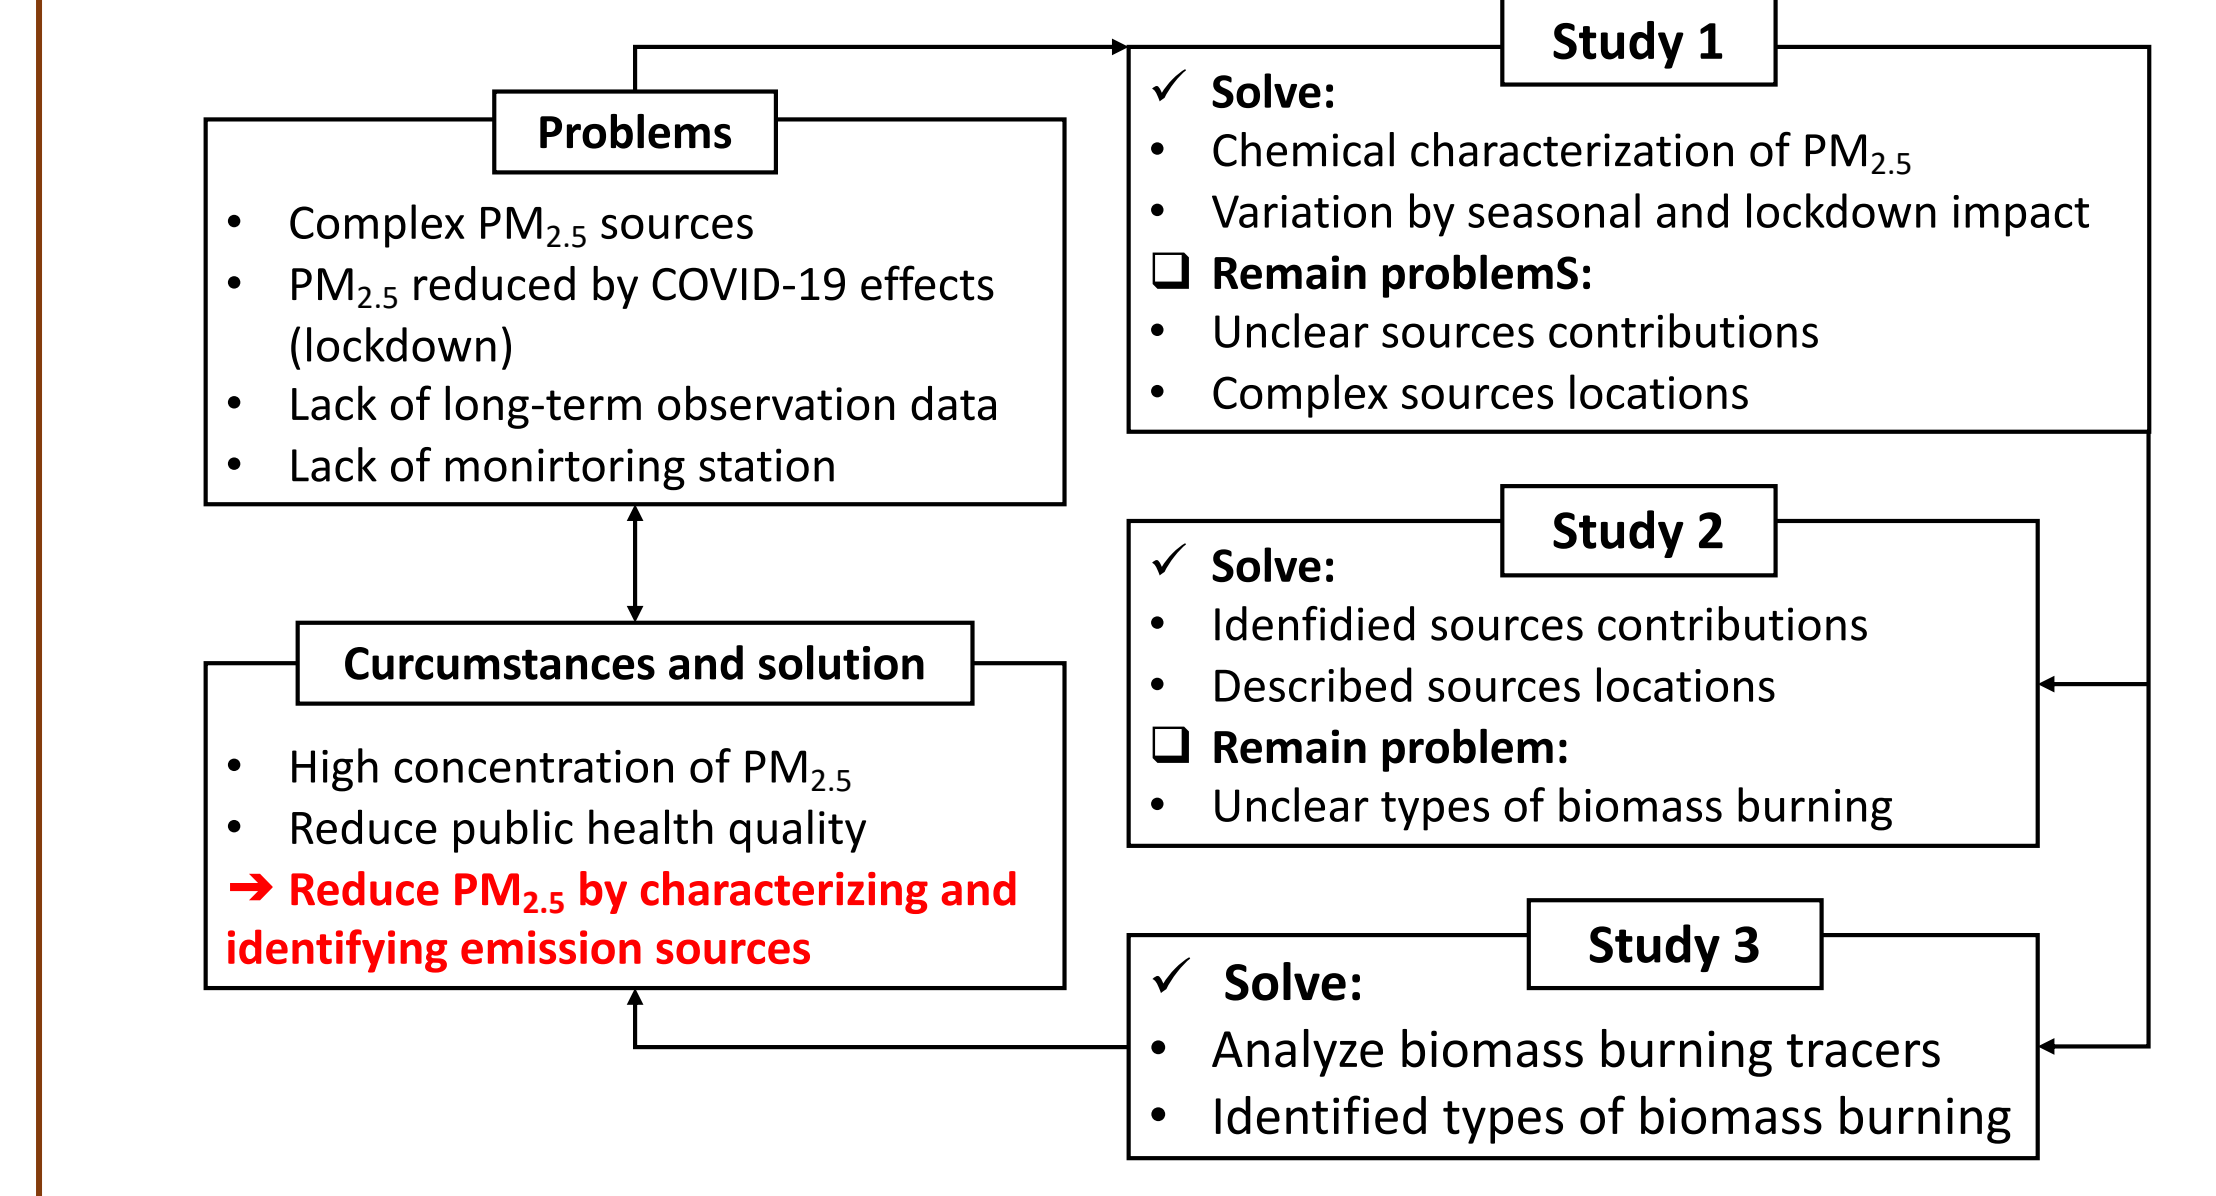 Problems
• Complex PM2.5 sources
• PM2.5 reduced by COVID-19 effects
(lockdown)
• Lack of long-term observation data
• Lack of monirtoring station
Curcumstances and solution
• High concentration of PM2.5
• Reduce public health quality
➔ Reduce PM2.5 by characterizing and
identifying emission sources
Study 1
✓ Solve:
• Chemical characterization of PM2.5
• Variation by seasonal and lockdown impact
❑ Remain problemS:
• Unclear sources contributions
• Complex sources locations
Study 2
✓ Solve:
• Idenfidied sources contributions
• Described sources locations
❑ Remain problem:
• Unclear types of biomass burning
Study 3
✓ Solve:
• Analyze biomass burning tracers
• Identified types of biomass burning